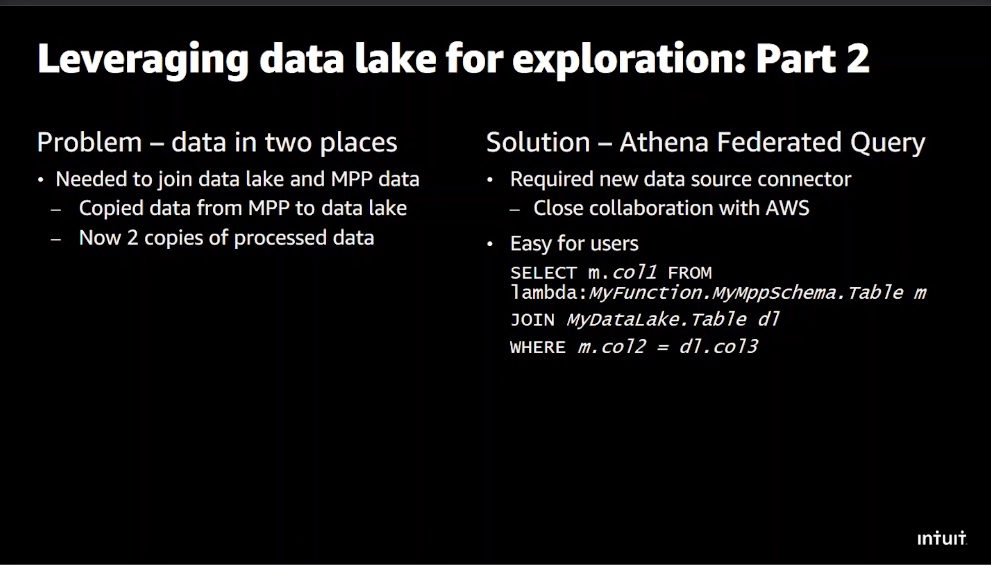 Leveraging data lake for exploration: Part 2
Problem – data in two places
• Needed to join data lake and MPP data
– Copied data from MPP to data lake
– Now 2 copies of processed data
Solution – Athena Federated Query
• Required new data source connector
– Close collaboration with AWS
• Easy for users
SELECT m.col1 FROM
lambda:MyFunction.MyMppSchema.Table m
JOIN MyDataLake.Table dl
WHERE m.col2 = dl.col3
ıntuıt.